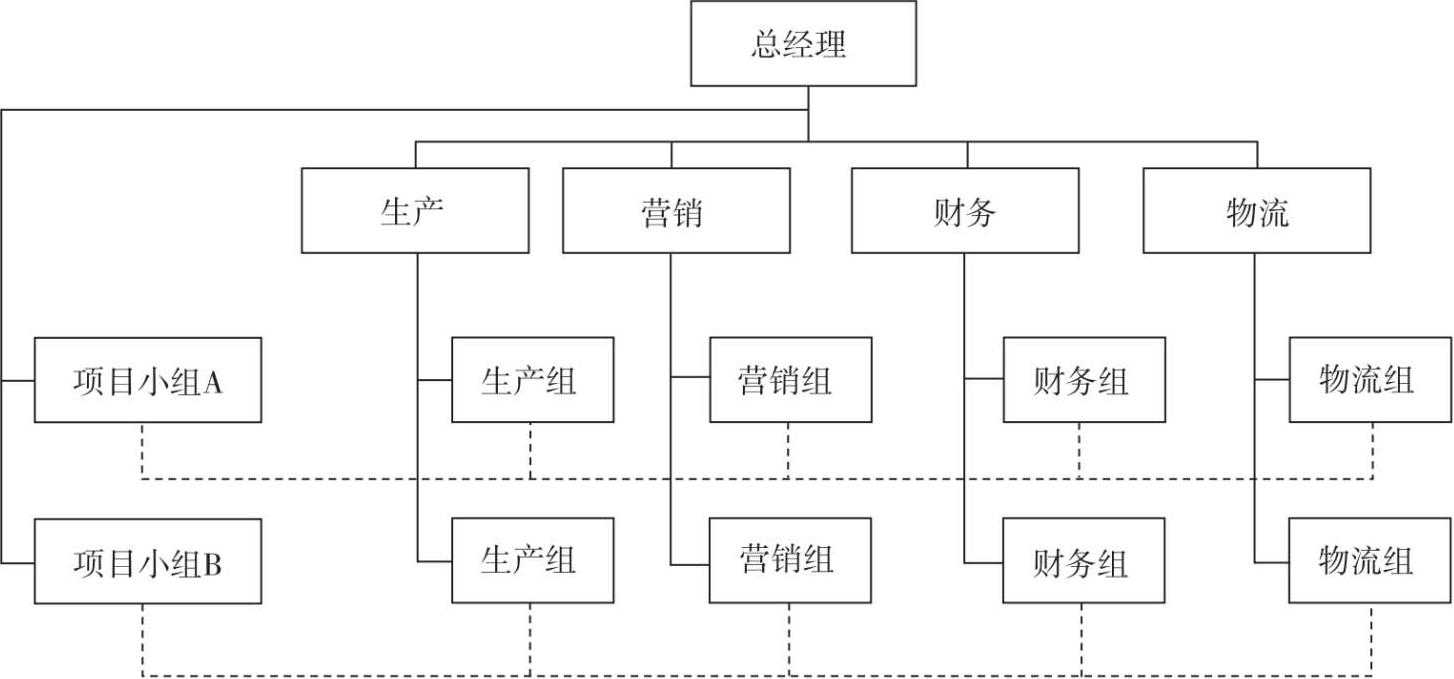 总经理
生产
营销
财务
物流
项目小组A
生产组
营销组
财务组
物流组
项目小组B
生产组
营销组
财务组
物流组